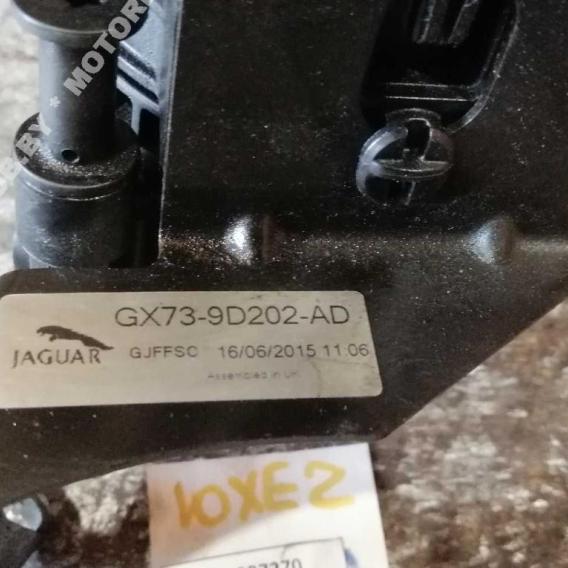 GX73-9D202-AD
JAGUAR GJFFSC 16/06/2015 11:06
Assembled in UK
10XE2